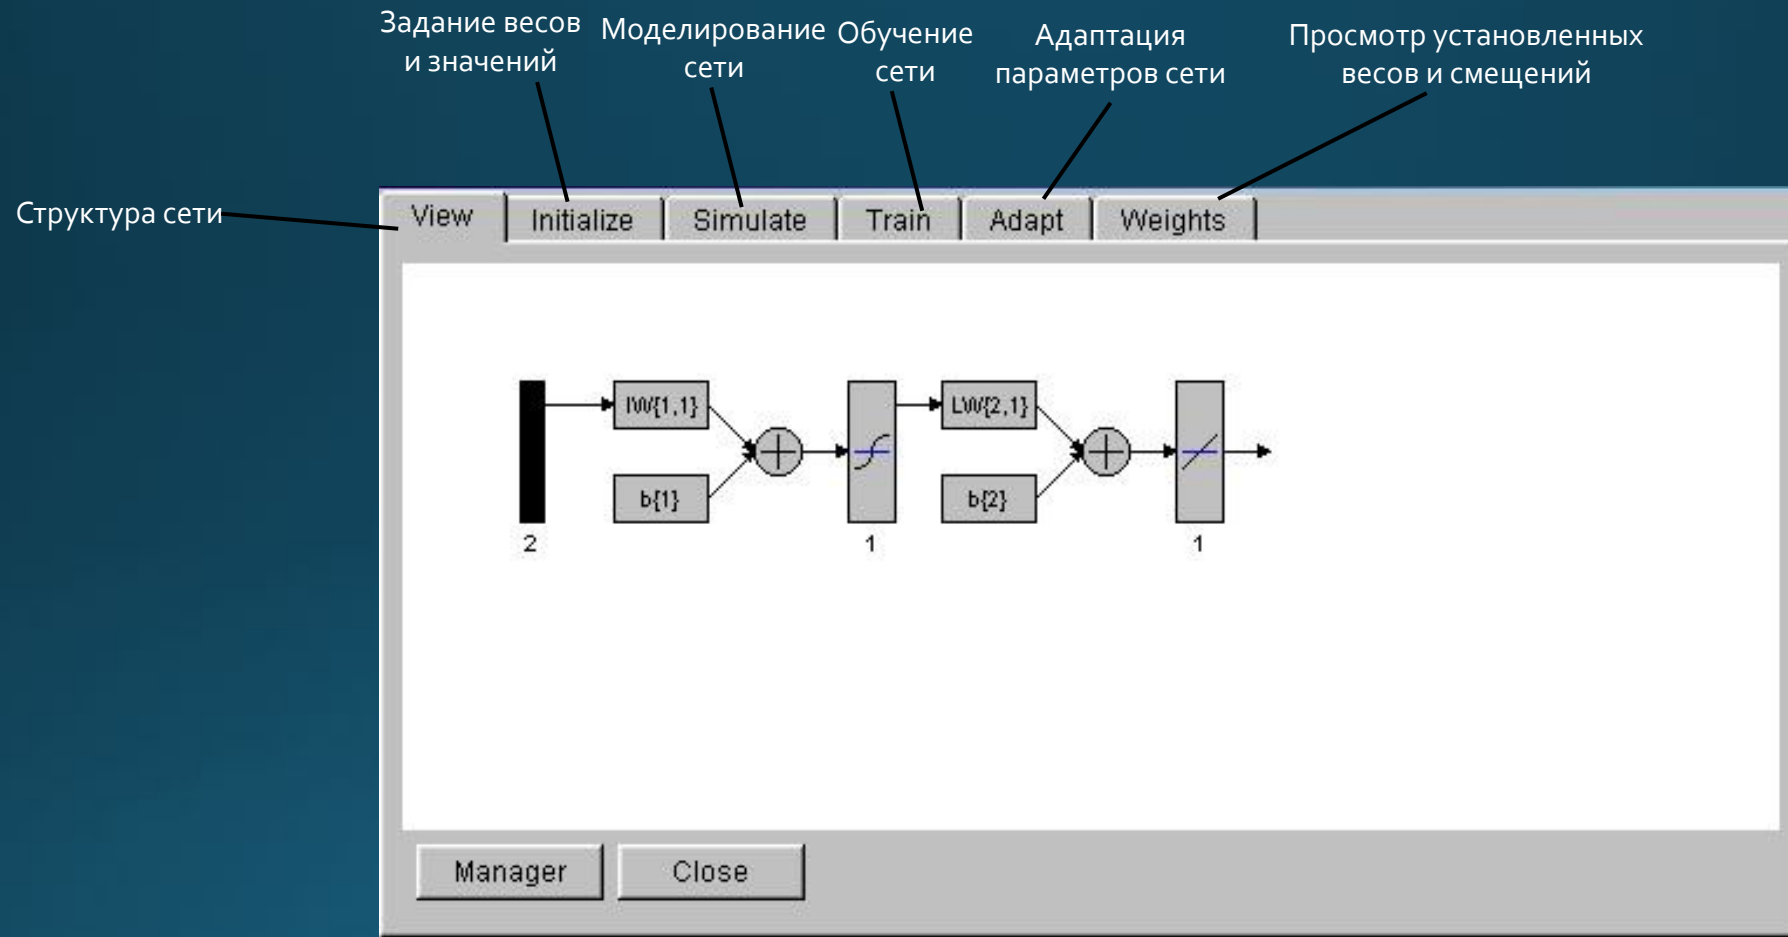 Задание весов
и значений
Моделирование
сети
Обучение
сети
Адаптация
параметров сети
Просмотр установленных
весов и смещений
Структура сети
View
Initialize
Simulate
Train
Adapt
Weights
IW{1,1}
LW{2,1}
b{1}
b{2}
2
1
1
Manager
Close